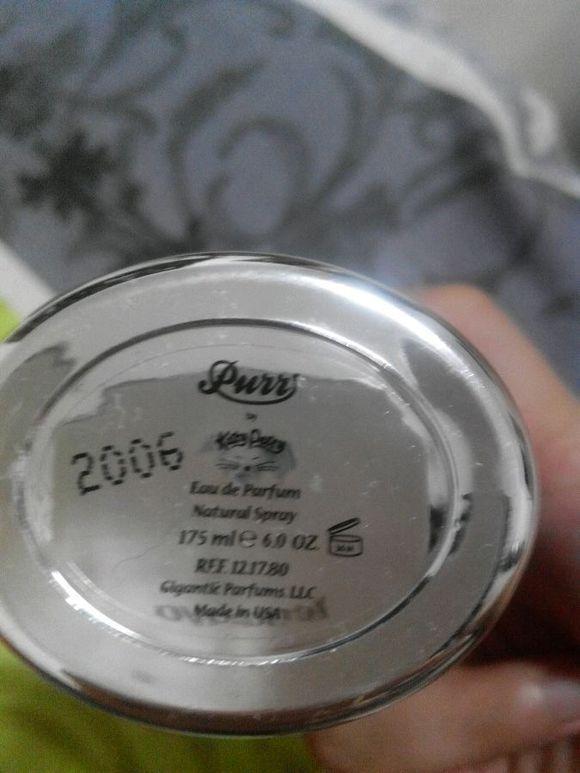 Purr
by
Katy Perry
2006
Eau de Parfum
Natural Spray
175 ml ℮ 6.0 OZ.
REF. 12.17.80
Gigantic Parfums, LLC
Made in USA